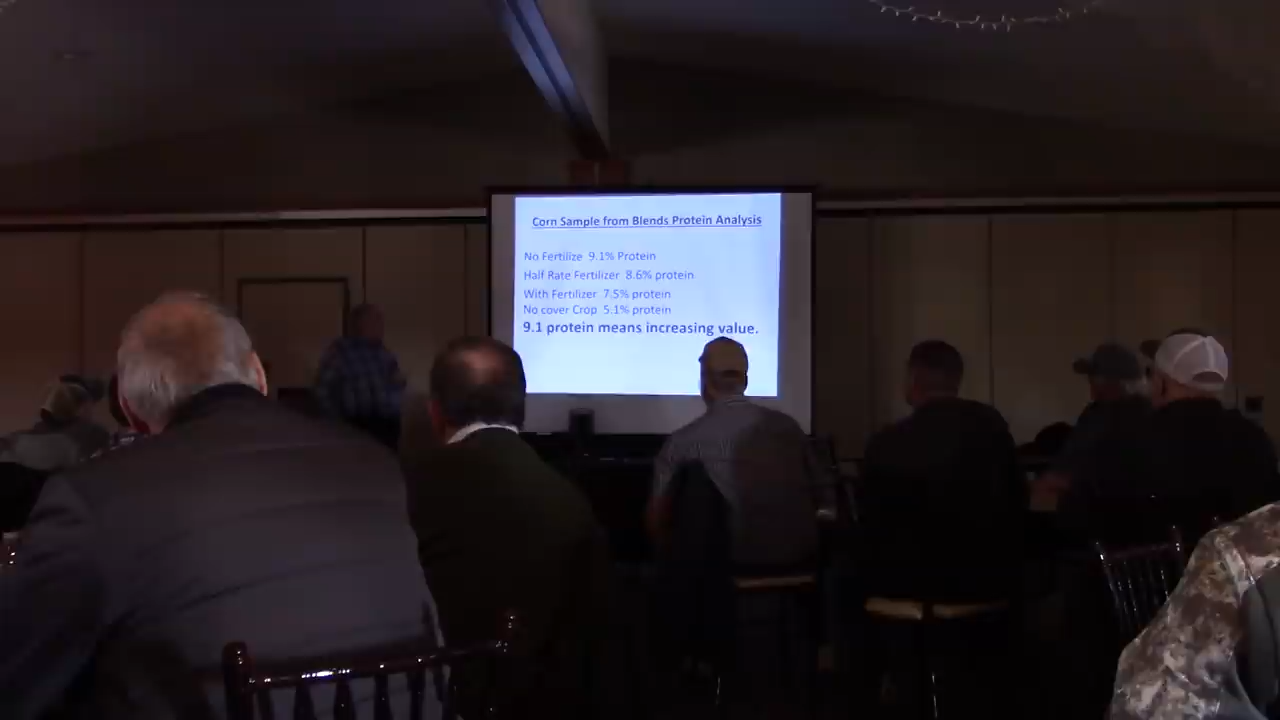 Corn Sample from Blends Protein Analysis
No Fertilize 9.1% Protein
Half Rate Fertilizer 8.6% protein
With Fertilizer 7.5% protein
No cover Crop 5.1% protein
9.1 protein means increasing value.